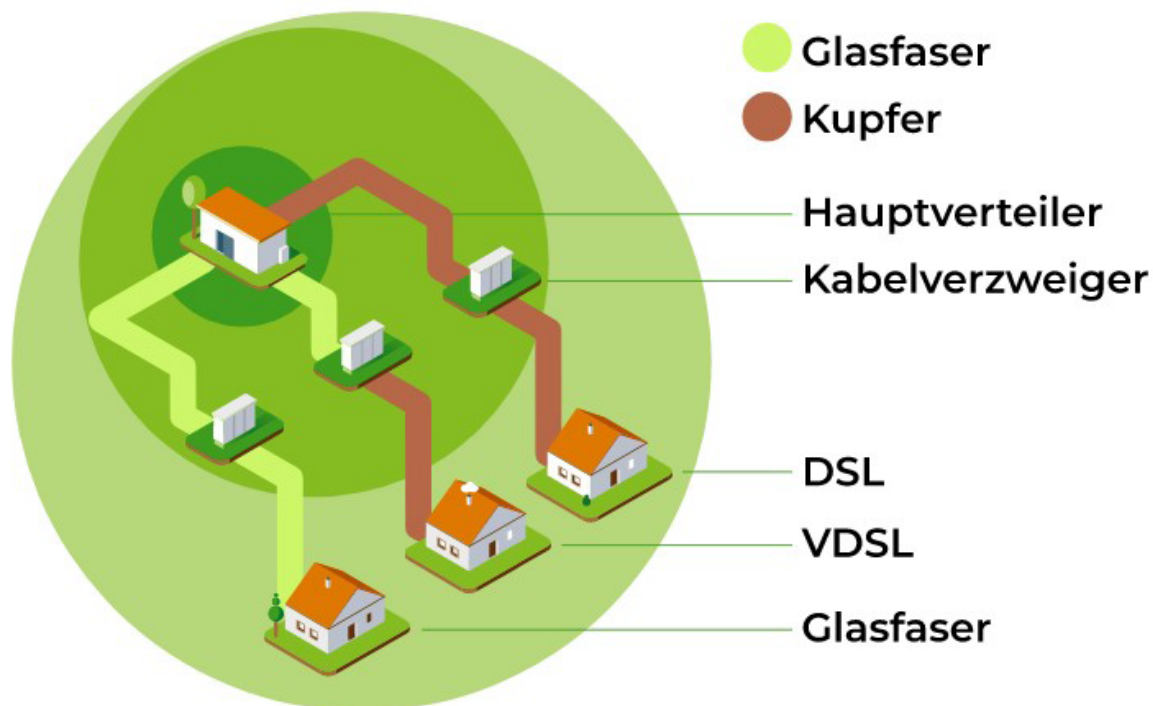 Glasfaser
Kupfer
Hauptverteiler
Kabelverzweiger
DSL
VDSL
Glasfaser